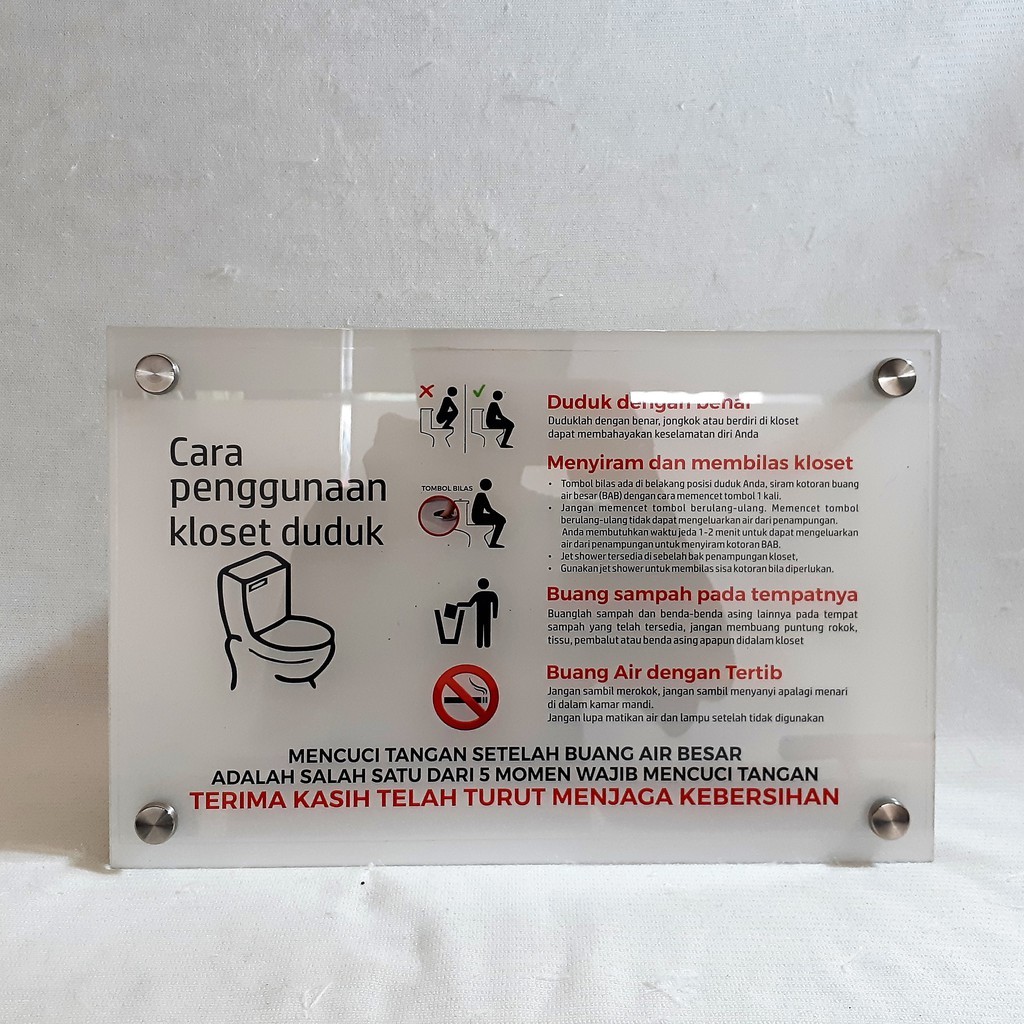 Cara
penggunaan
kloset duduk
Duduk dengan benar
Duduklah dengan benar, jongkok atau berdiri di kloset
dapat membahayakan keselamatan diri Anda
TOMBOL BILAS
Menyiram dan membilas kloset
• Tombol bilas ada di belakang posisi duduk Anda, siram kotoran buang
air besar (BAB) dengan cara memencet tombol 1 kali.
• Jangan memencet tombol berulang-ulang. Memencet tombol
berulang-ulang tidak dapat mengeluarkan air dari penampungan.
Anda membutuhkan waktu jeda 1-2 menit untuk dapat mengeluarkan
air dari penampungan untuk menyiram kotoran BAB.
• Jet shower tersedia di sebelah bak penampungan kloset,
• Gunakan jet shower untuk membilas sisa kotoran bila diperlukan.
Buang sampah pada tempatnya
Buanglah sampah dan benda-benda asing lainnya pada tempat
sampah yang telah tersedia, jangan membuang puntung rokok,
tissu, pembalut atau benda asing apapun didalam kloset
Buang Air dengan Tertib
Jangan sambil merokok, jangan sambil menyanyi apalagi menari
di dalam kamar mandi.
Jangan lupa matikan air dan lampu setelah tidak digunakan
MENCUCI TANGAN SETELAH BUANG AIR BESAR
ADALAH SALAH SATU DARI 5 MOMEN WAJIB MENCUCI TANGAN
TERIMA KASIH TELAH TURUT MENJAGA KEBERSIHAN